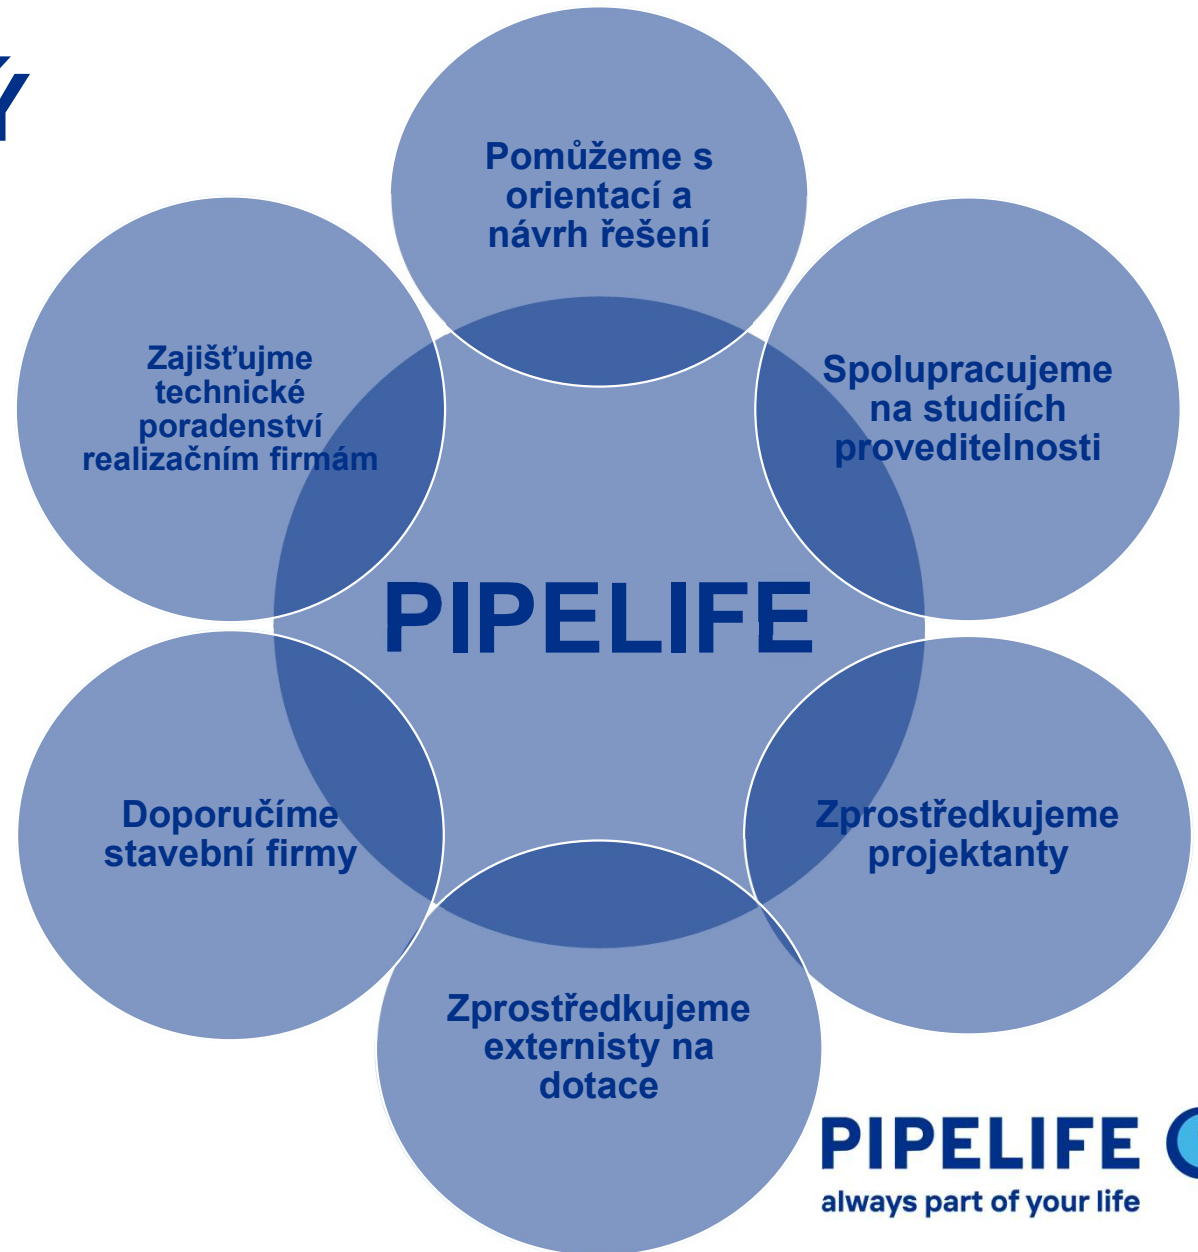 Pomůžeme s
orientací a
návrh řešení
Zajišťujme
technické
poradenství
realizačním firmám
Spolupracujeme
na studiích
proveditelnosti
PIPELIFE
Doporučíme
stavební firmy
Zprostředkujeme
projektanty
Zprostředkujeme
externisty na
dotace
PIPELIFE
always part of your life